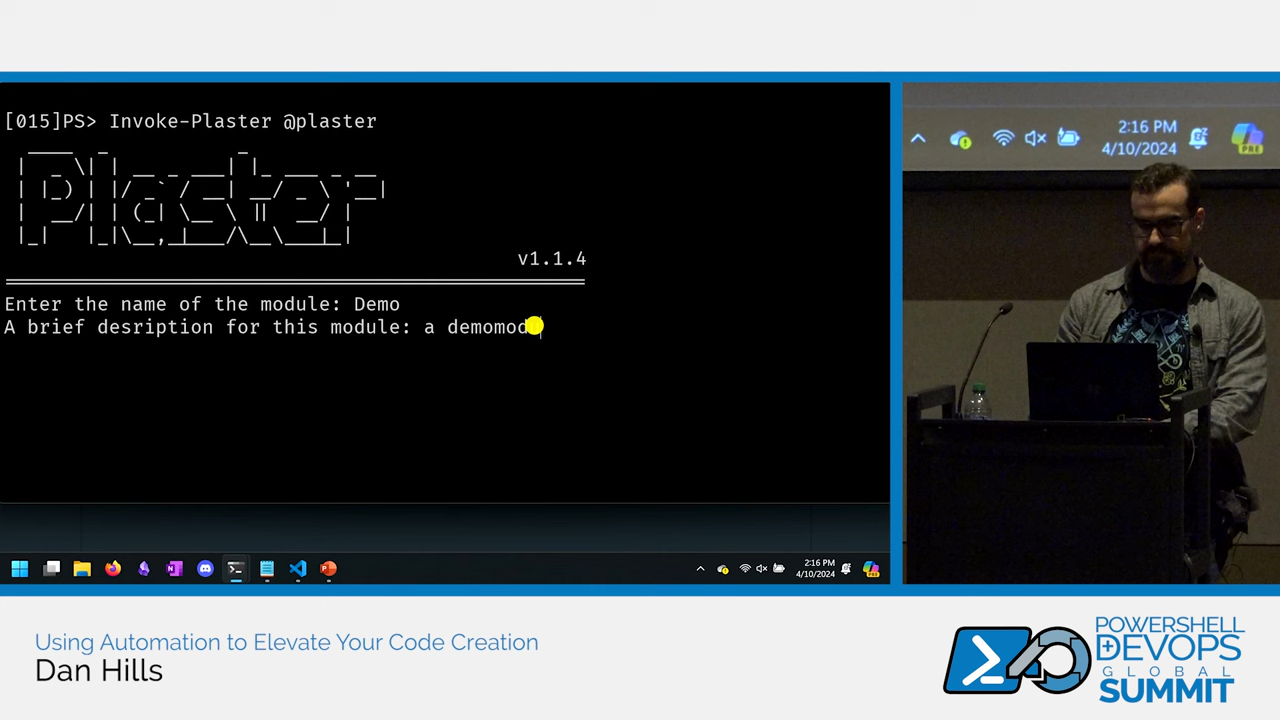 [015]PS> Invoke-Plaster @plaster
Plaster
v1.1.4
Enter the name of the module: Demo
A brief desription for this module: a demomod
2:16 PM
4/10/2024
PRE
2:16 PM
4/10/2024
Using Automation to Elevate Your Code Creation
Dan Hills
POWERSHELL
+DEVOPS
GLOBAL
SUMMIT